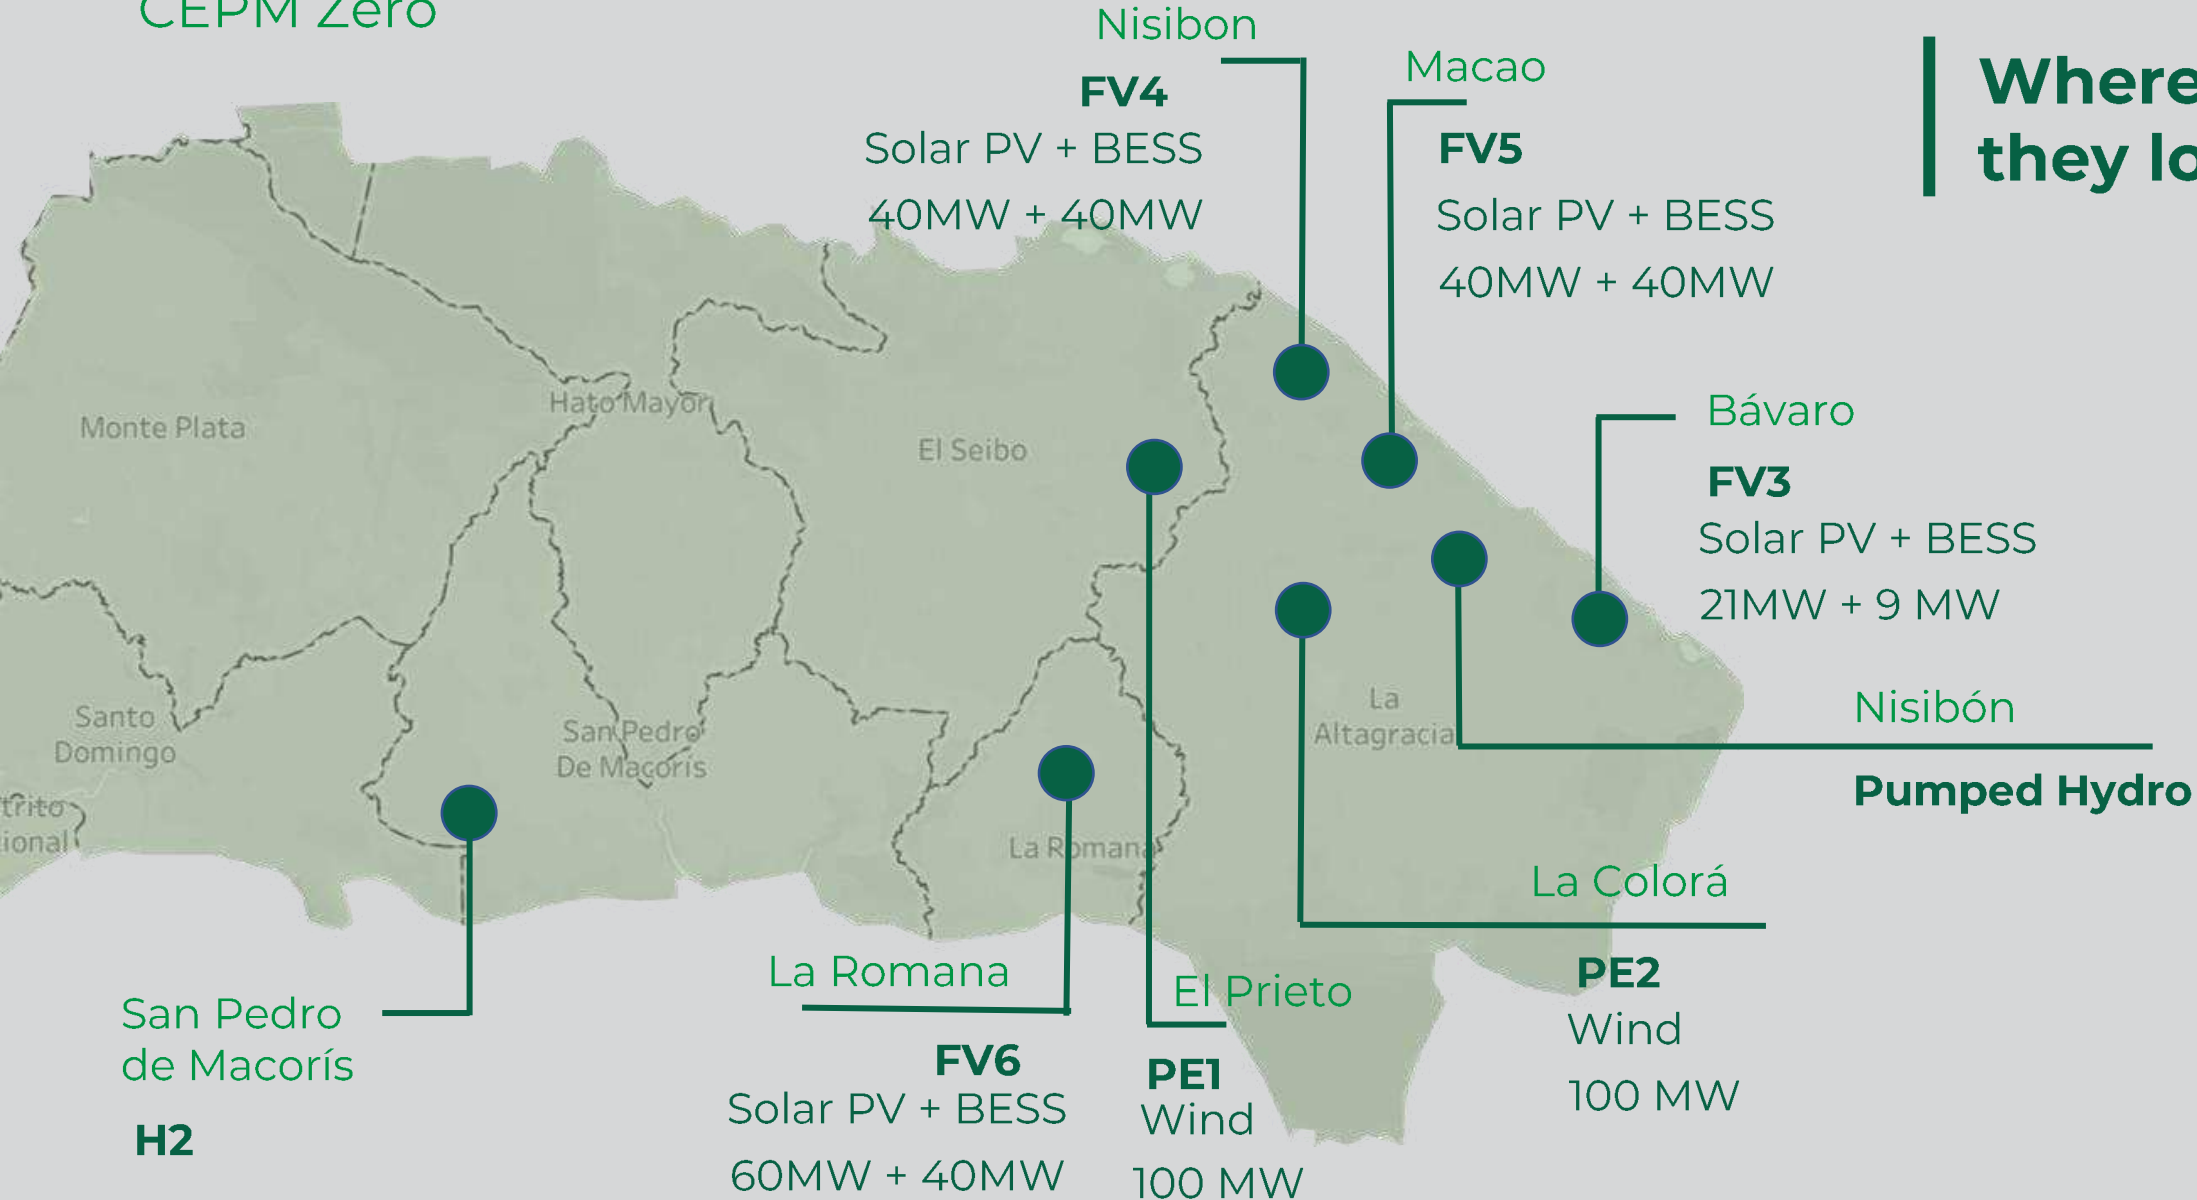 CEPM Zero
Nisibon
FV4
Solar PV + BESS
40MW + 40MW
Macao
FV5
Solar PV + BESS
40MW + 40MW
Where
they lo
Bávaro
FV3
Solar PV + BESS
21MW + 9 MW
Nisibón
Pumped Hydro
Monte Plata
Hato Mayor
El Seibo
Santo
Domingo
San Pedro
De Macorís
La
Altagracia
La Romana
trito
ional
La Colorá
PE2
Wind
100 MW
La Romana
FV6
Solar PV + BESS
60MW + 40MW
El Prieto
PE1
Wind
100 MW
San Pedro
de Macorís
H2